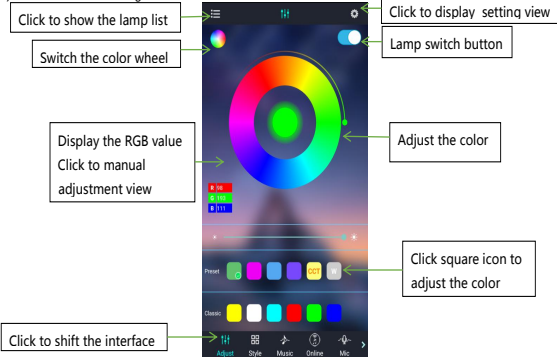 Click to show the lamp list
Click to display setting view
Switch the color wheel
Lamp switch button
Display the RGB value
Click to manual
adjustment view
Adjust the color
R 98
B 111
Click square icon to
adjust the color
Preset
CCT
W
Classic
Click to shift the interface
Adjust
Style
Music
Online
Mic